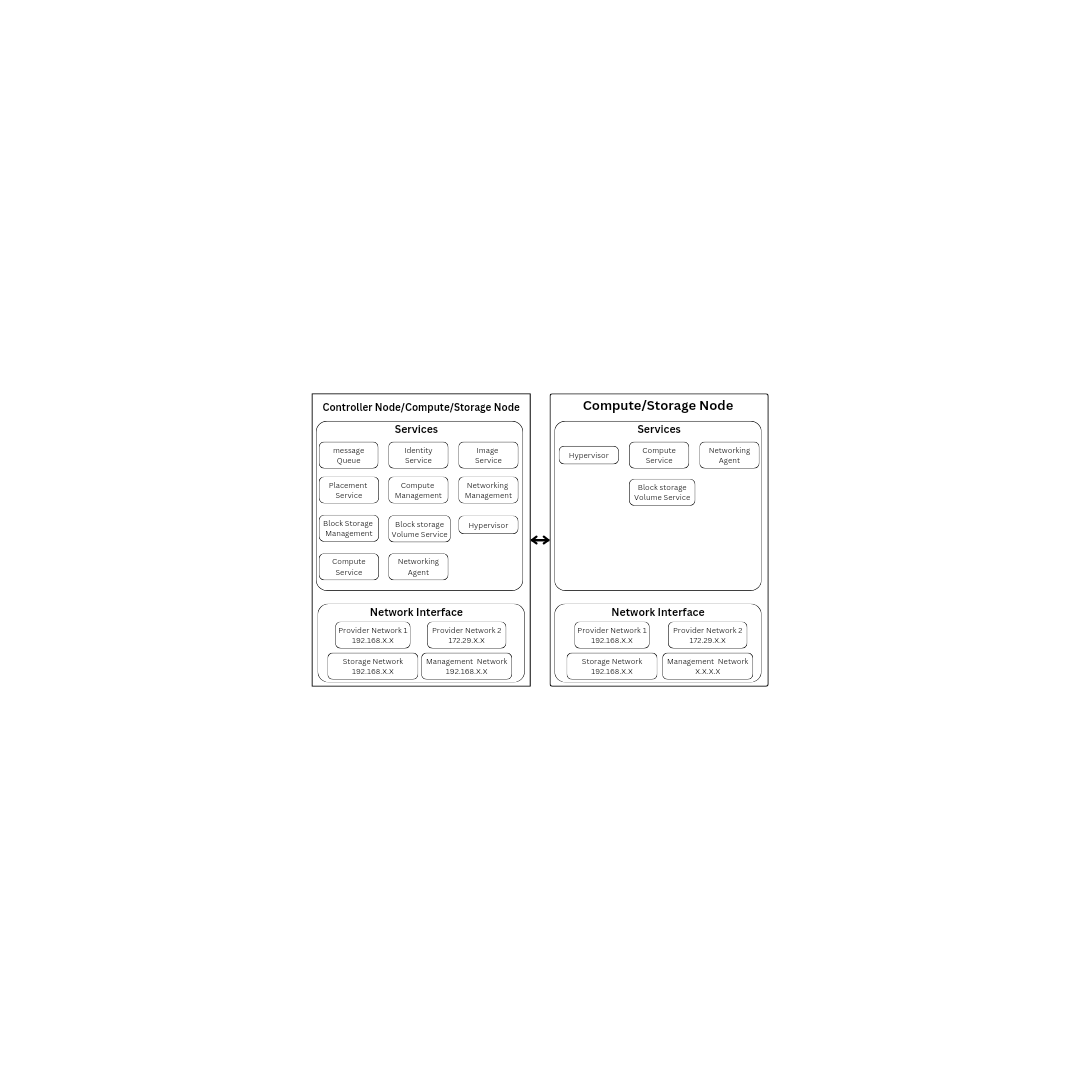 Controller Node/Compute/Storage Node
Services
message
Queue
Identity
Service
Image
Service
Placement
Service
Compute
Management
Networking
Management
Block Storage
Management
Block storage
Volume Service
Hypervisor
Compute
Service
Networking
Agent
Network Interface
Provider Network 1
192.168.X.X
Provider Network 2
172.29.X.X
Storage Network
192.168.X.X
Management  Network
192.168.X.X
Compute/Storage Node
Services
Hypervisor
Compute
Service
Networking
Agent
Block storage
Volume Service
Network Interface
Provider Network 1
192.168.X.X
Provider Network 2
172.29.X.X
Storage Network
192.168.X.X
Management  Network
X.X.X.X